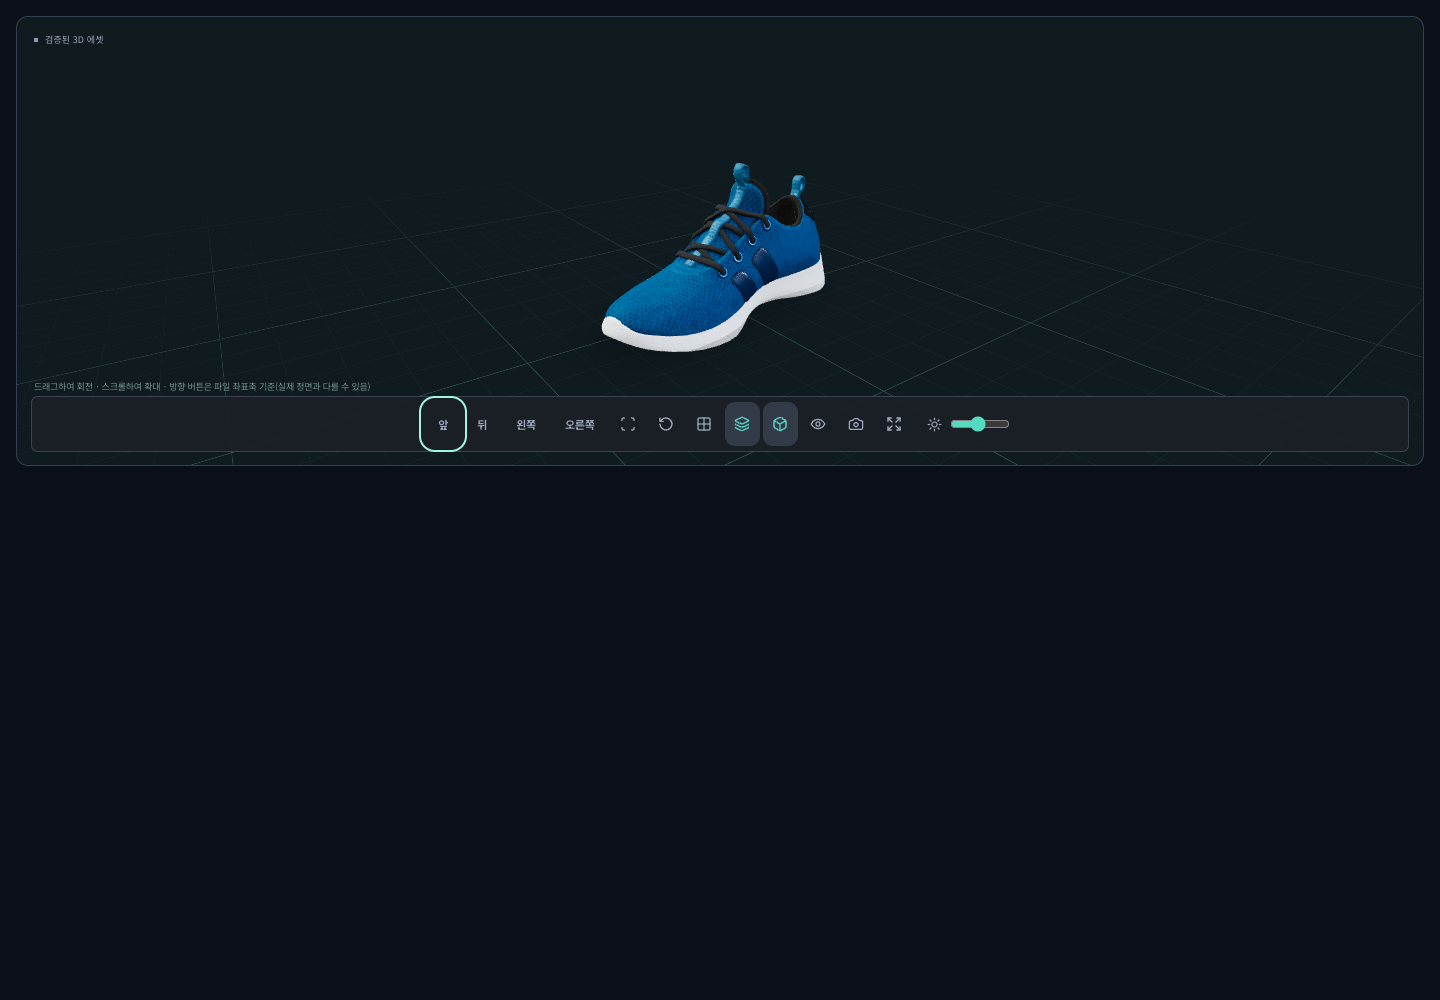 검증된 3D 에셋
드래그하여 회전 · 스크롤하여 확대 · 방향 버튼은 파일 좌표축 기준(실제 정면과 다를 수 있음)
앞 뒤 왼쪽 오른쪽